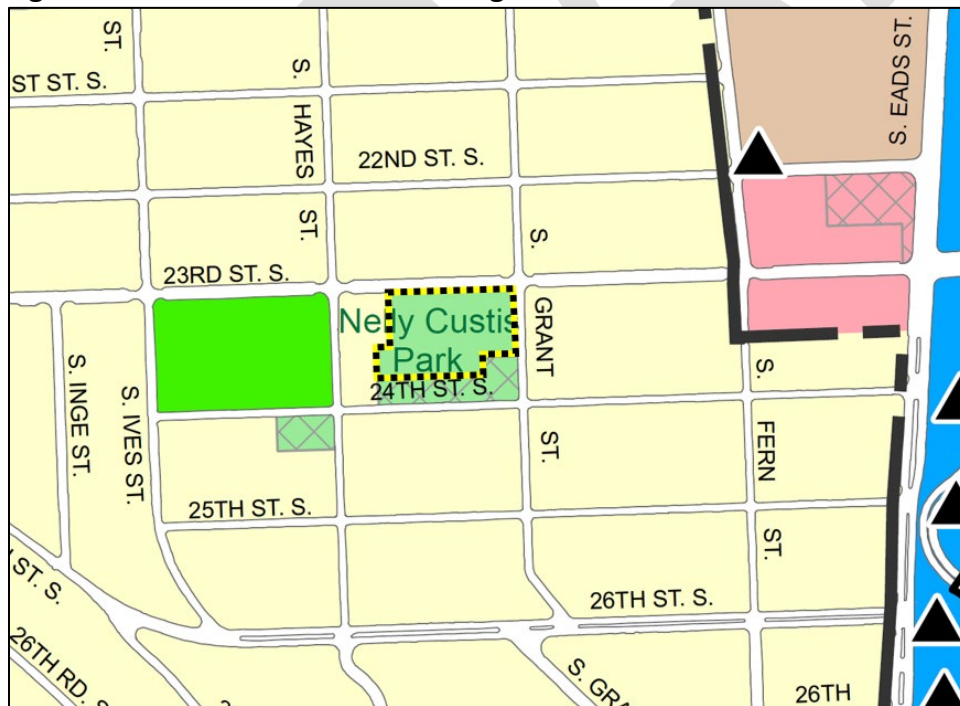 ST.
ST ST. S.
S.
HAYES
ST.
22ND ST. S.
S. EADS ST.
S.
GRANT
ST.
23RD ST. S.
Nelly Custis
Park
24TH ST. S.
S. INGE ST.
S. IVES ST.
S.
FERN
ST.
25TH ST. S.
26TH ST. S.
ST. S.
26TH RD. S.
S. GRA
26TH